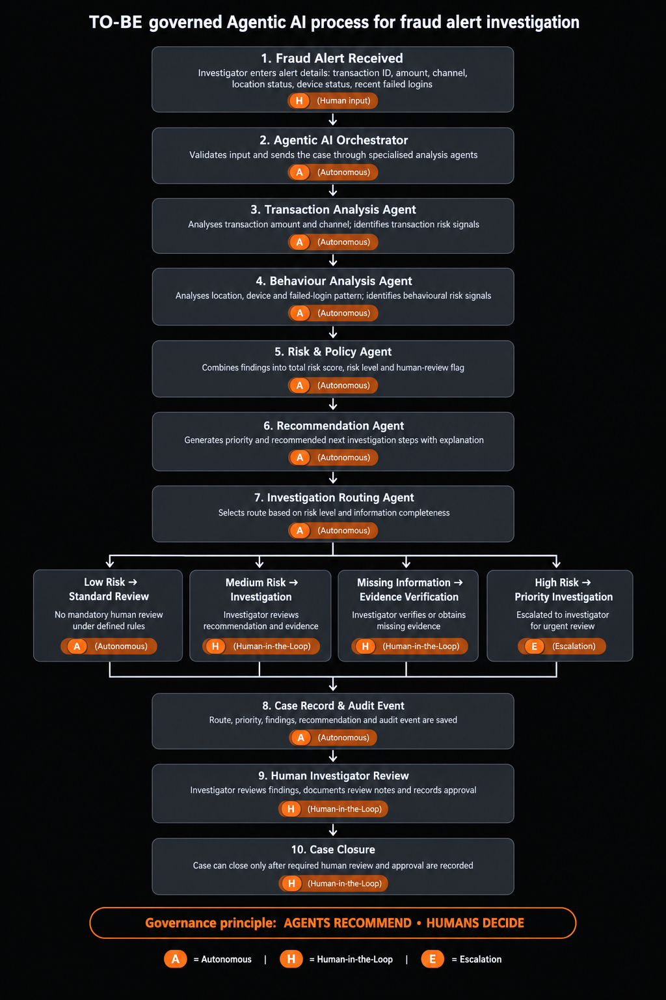 TO-BE governed Agentic AI process for fraud alert investigation
1. Fraud Alert Received
Investigator enters alert details: transaction ID, amount, channel,
location status, device status, recent failed logins
H (Human input)
2. Agentic AI Orchestrator
Validates input and sends the case through specialised analysis agents
A (Autonomous)
3. Transaction Analysis Agent
Analyses transaction amount and channel; identifies transaction risk signals
A (Autonomous)
4. Behaviour Analysis Agent
Analyses location, device and failed-login pattern; identifies behavioural risk signals
A (Autonomous)
5. Risk & Policy Agent
Combines findings into total risk score, risk level and human-review flag
A (Autonomous)
6. Recommendation Agent
Generates priority and recommended next investigation steps with explanation
A (Autonomous)
7. Investigation Routing Agent
Selects route based on risk level and information completeness
A (Autonomous)
Low Risk →
Standard Review
No mandatory human review
under defined rules
A (Autonomous)
Medium Risk →
Investigation
Investigator reviews
recommendation and evidence
H (Human-in-the-Loop)
Missing Information →
Evidence Verification
Investigator verifies or obtains
missing evidence
H (Human-in-the-Loop)
High Risk →
Priority Investigation
Escalated to investigator
for urgent review
E (Escalation)
8. Case Record & Audit Event
Route, priority, findings, recommendation and audit event are saved
A (Autonomous)
9. Human Investigator Review
Investigator reviews findings, documents review notes and records approval
H (Human-in-the-Loop)
10. Case Closure
Case can close only after required human review and approval are recorded
H (Human-in-the-Loop)
Governance principle: AGENTS RECOMMEND • HUMANS DECIDE
A = Autonomous | H = Human-in-the-Loop | E = Escalation